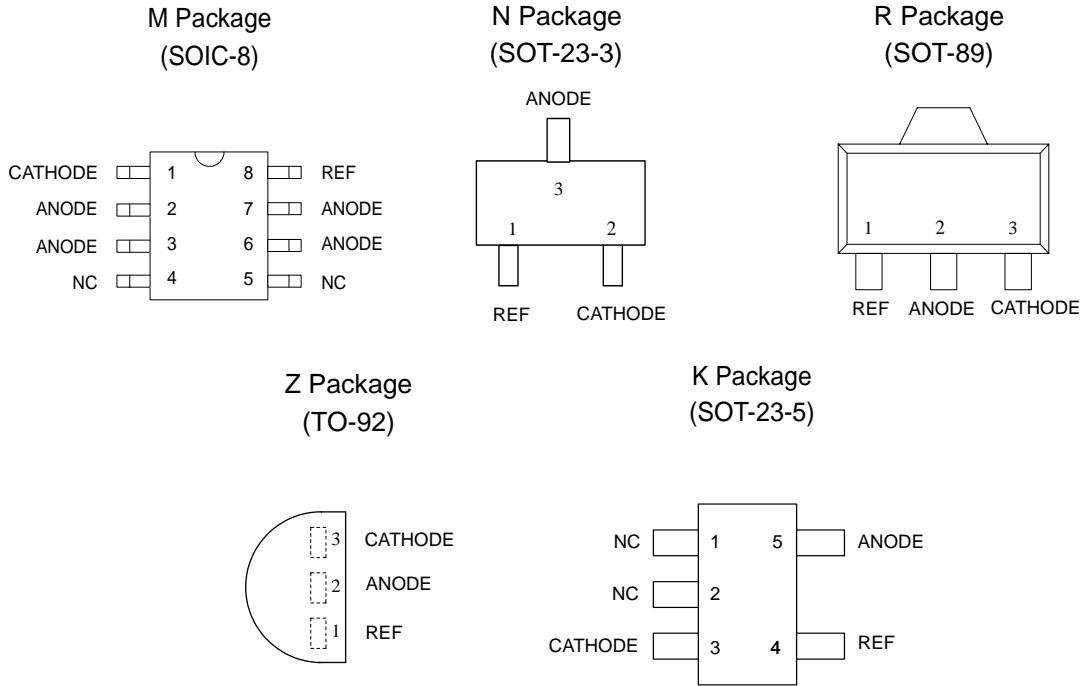 M Package
(SOIC-8)
N Package
(SOT-23-3)
R Package
(SOT-89)
CATHODE 1 8 REF
ANODE 2 7 ANODE
ANODE 3 6 ANODE
NC 4 5 NC
ANODE
3
1 2
REF CATHODE
1 2 3
REF ANODE CATHODE
Z Package
(TO-92)
K Package
(SOT-23-5)
3 CATHODE
2 ANODE
1 REF
NC 1 5 ANODE
NC 2
CATHODE 3 4 REF